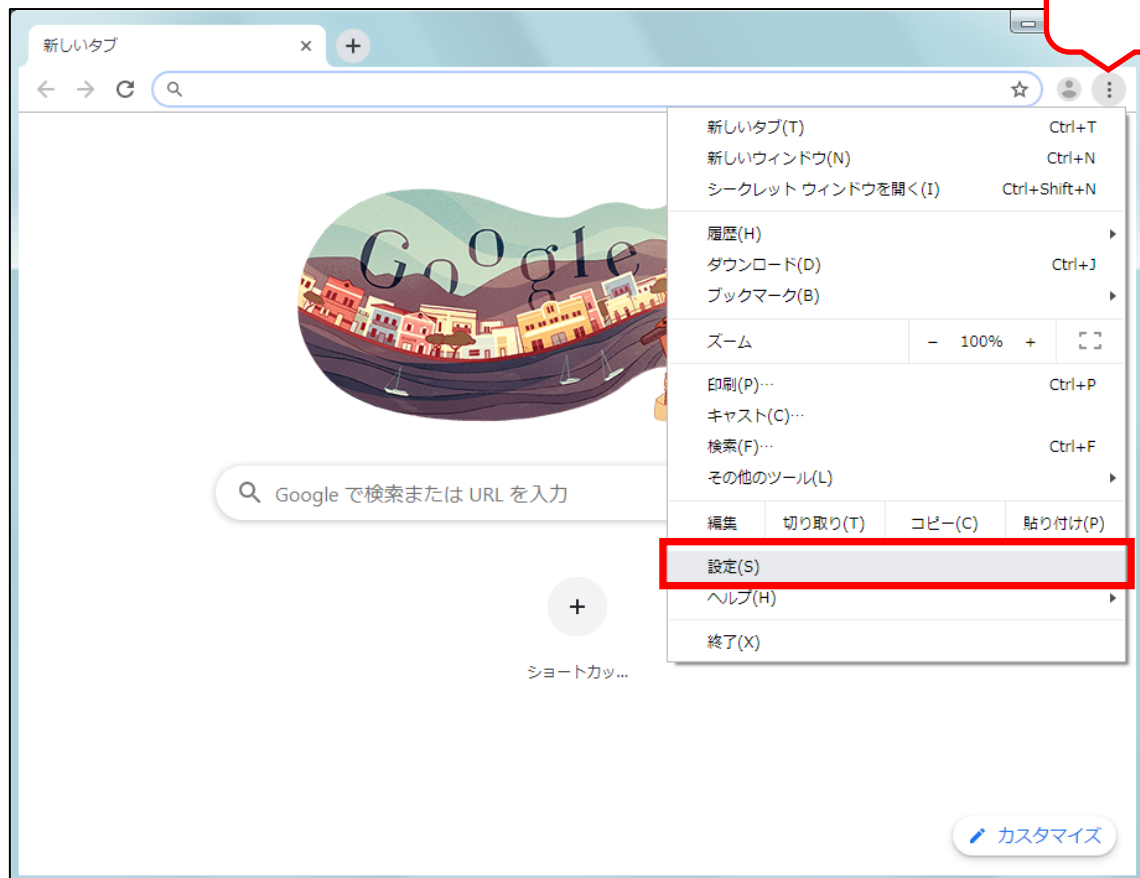 新しいタブ
新しいタブ(T) Ctrl+T
新しいウィンドウ(N) Ctrl+N
シークレット ウィンドウを開く(I) Ctrl+Shift+N
履歴(H)
ダウンロード(D) Ctrl+J
ブックマーク(B)
ズーム － 100% +
印刷(P)…  Ctrl+P
キャスト(C)…
検索(F)… Ctrl+F
その他のツール(L)
編集 切り取り(T) コピー(C) 貼り付け(P)
設定(S)
ヘルプ(H)
終了(X)
Google
Google で検索または URL を入力
ショートカッ...
カスタマイズ